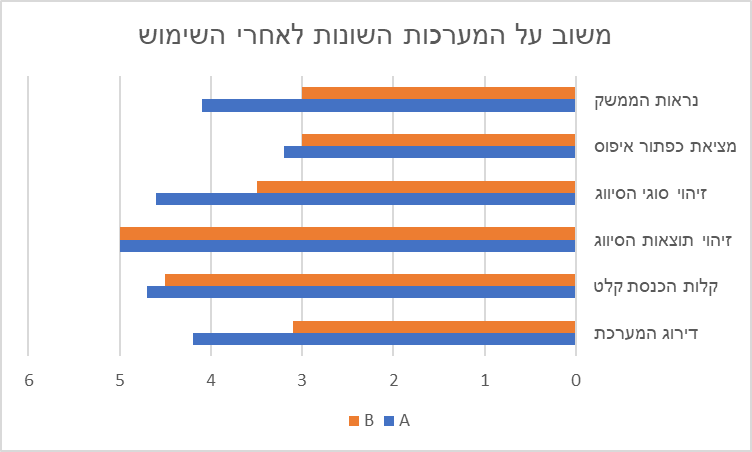 משוב על המערכות השונות לאחרי השימוש
נראות הממשק
מציאת כפתור איפוס
זיהוי סוגי הסיווג
זיהוי תוצאות הסיווג
קלות הכנסת קלט
דירוג המערכת
6 5 4 3 2 1 0
B A